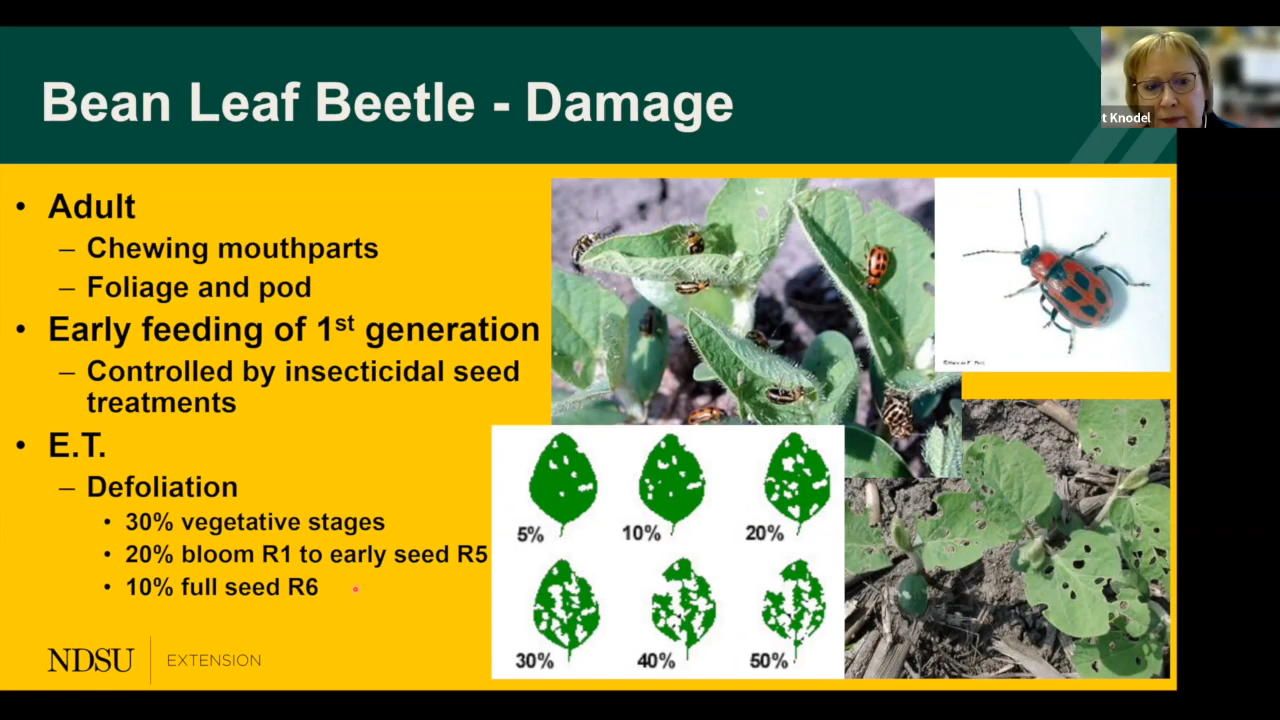 Bean Leaf Beetle - Damage
t Knodel
• Adult
– Chewing mouthparts
– Foliage and pod
• Early feeding of 1st generation
– Controlled by insecticidal seed
treatments
• E.T.
– Defoliation
• 30% vegetative stages
• 20% bloom R1 to early seed R5
• 10% full seed R6
5% 10% 20%
30% 40% 50%
NDSU EXTENSION